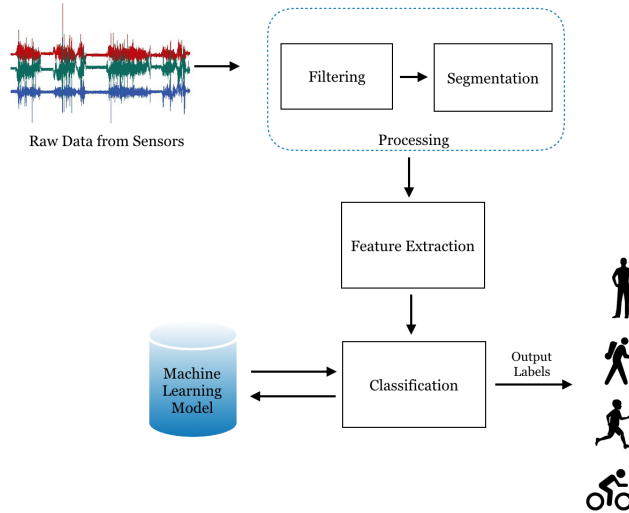 Filtering
Segmentation
Raw Data from Sensors
Processing
Feature Extraction
Machine
Learning
Model
Classification
Output
Labels